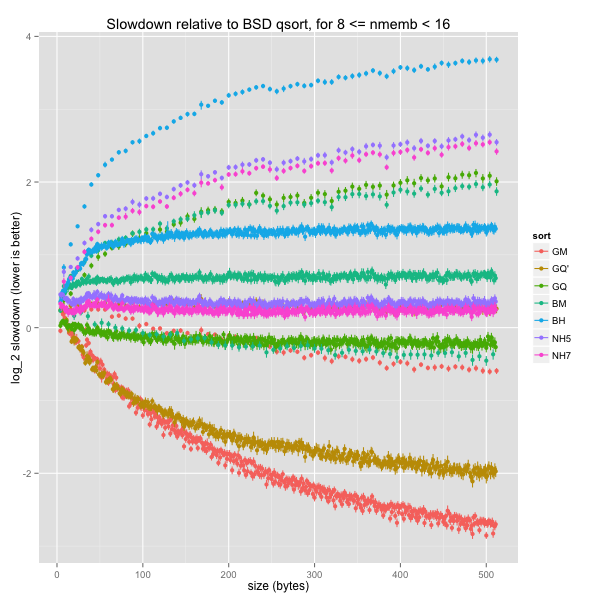 Slowdown relative to BSD qsort, for 8 <= nmemb < 16
log_2 slowdown (lower is better)
4
2
0
-2
0
100
200
300
400
500
size (bytes)
sort
GM
GQ'
GQ
BM
BH
NH5
NH7